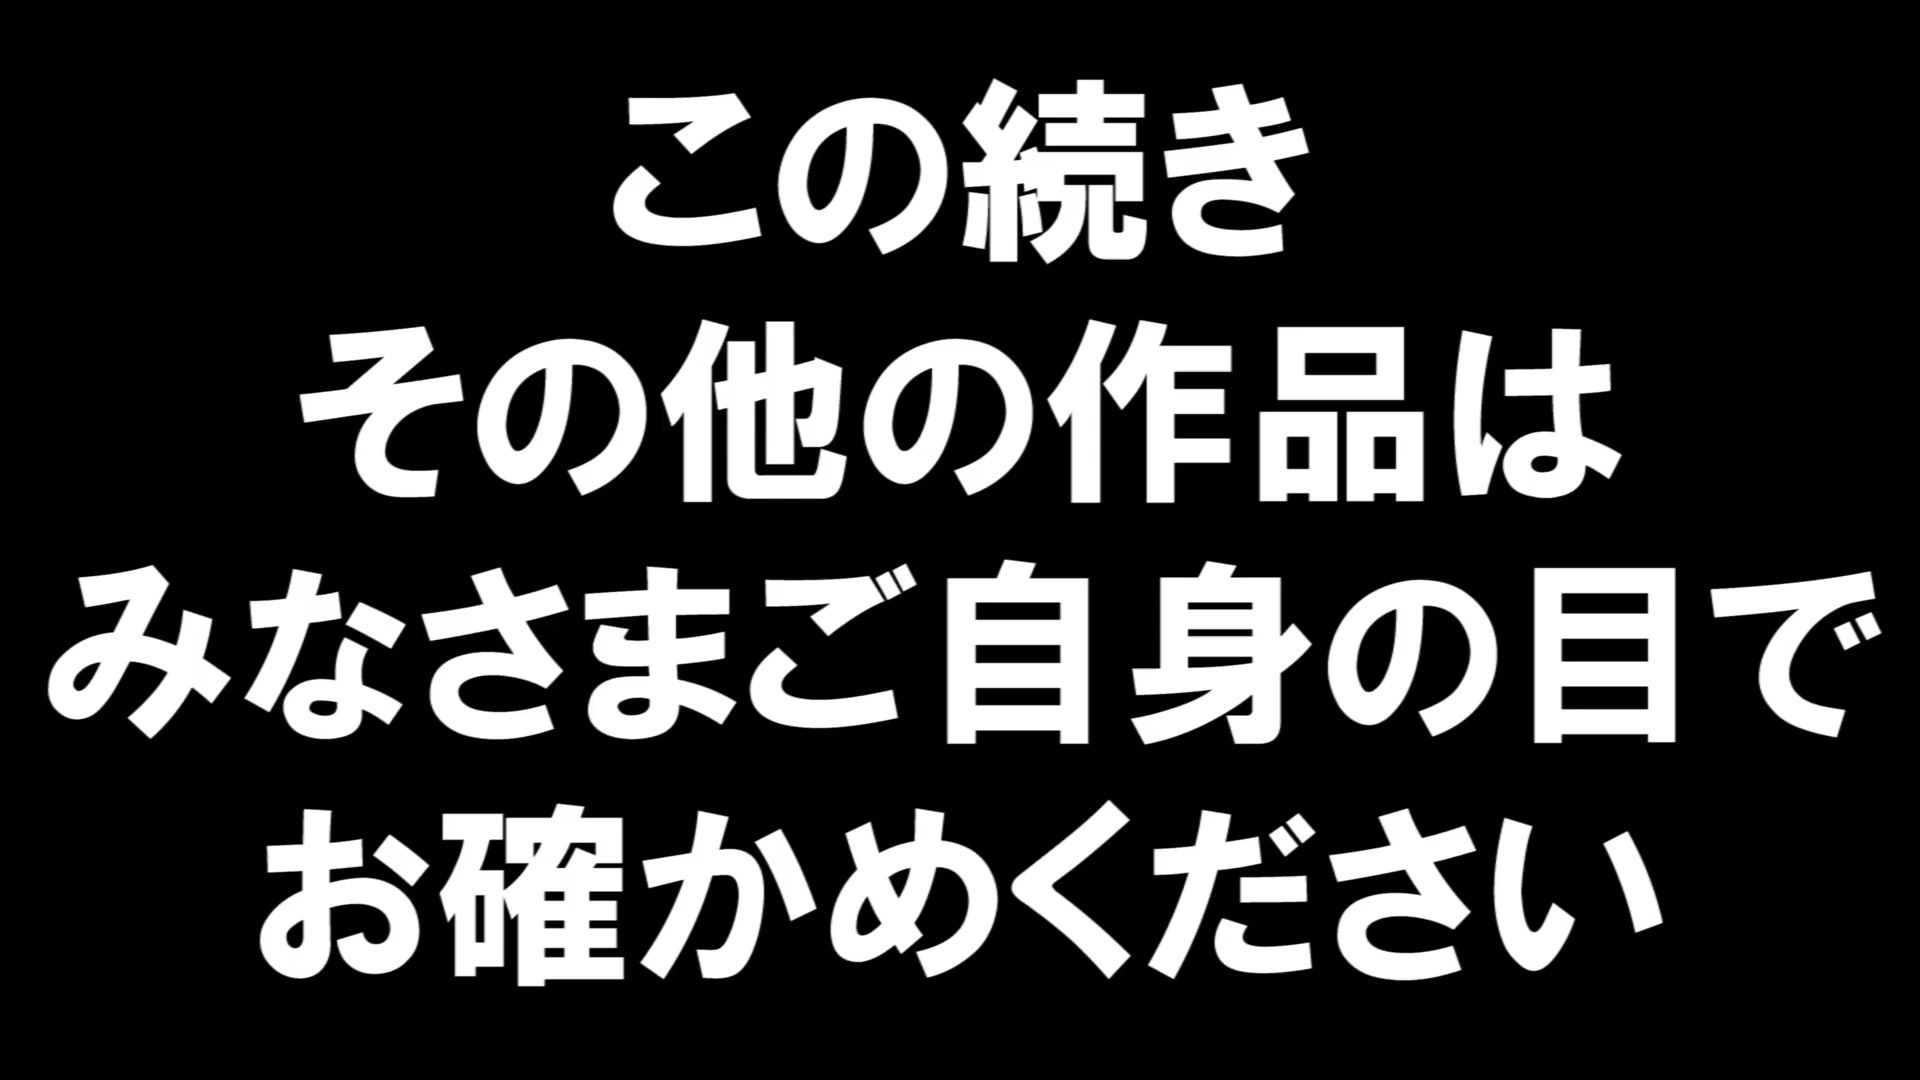 この続き
その他の作品は
みなさまご自身の目で
お確かめください